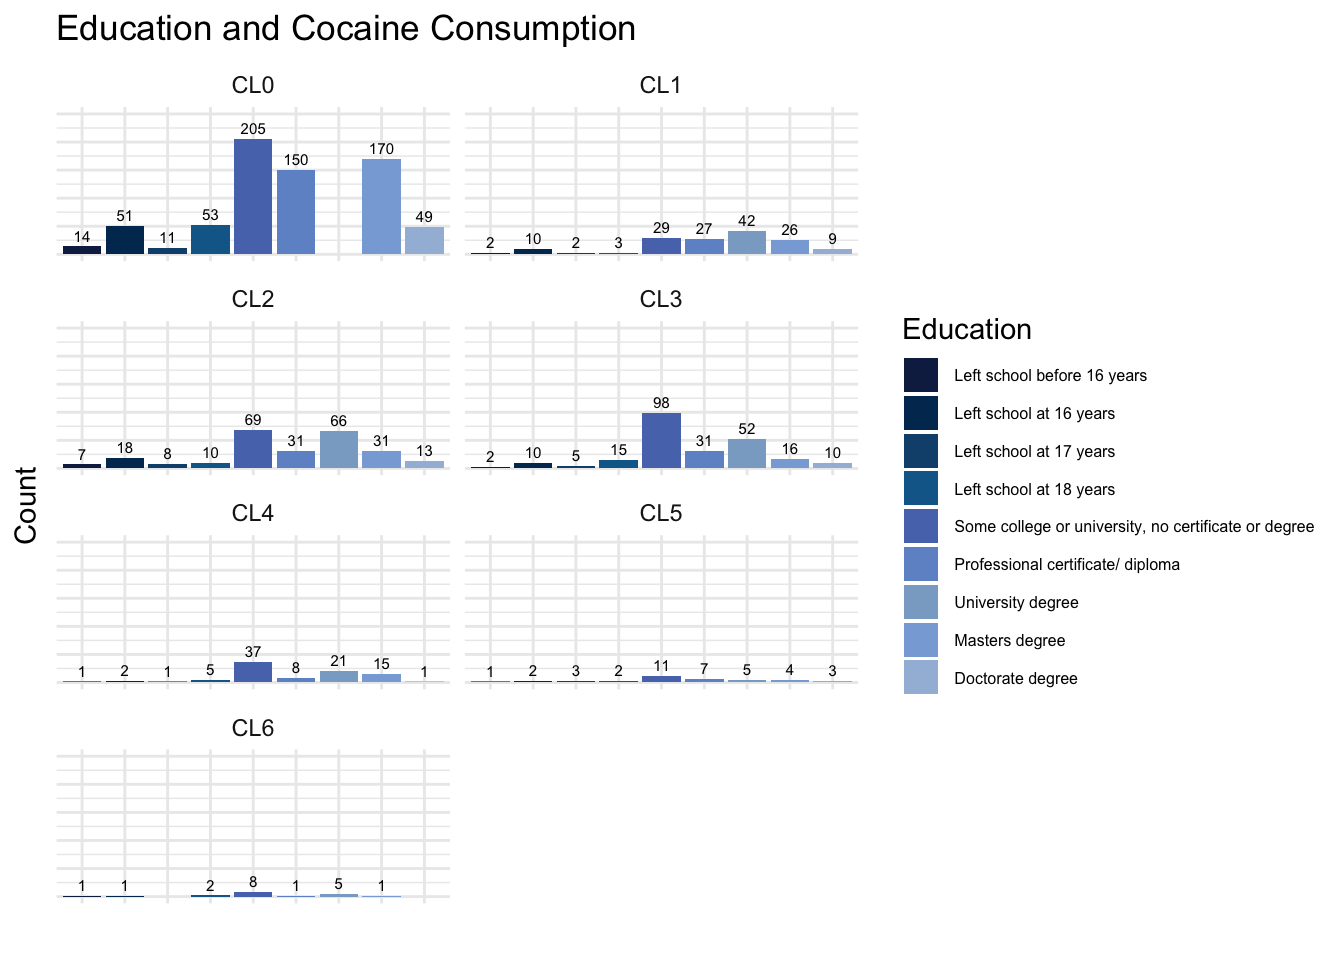 Education and Cocaine Consumption
CL0
CL1
14 51 11 53 205 150 170 49
2 10 2 3 29 27 42 26 9
CL2
CL3
7 18 8 10 69 31 66 31 13
2 10 5 15 98 31 52 16 10
CL4
CL5
1 2 1 5 37 8 21 15 1
1 2 3 2 11 7 5 4 3
CL6
1 1 2 8 1 5 1
Count
Education
Left school before 16 years
Left school at 16 years
Left school at 17 years
Left school at 18 years
Some college or university, no certificate or degree
Professional certificate/ diploma
University degree
Masters degree
Doctorate degree